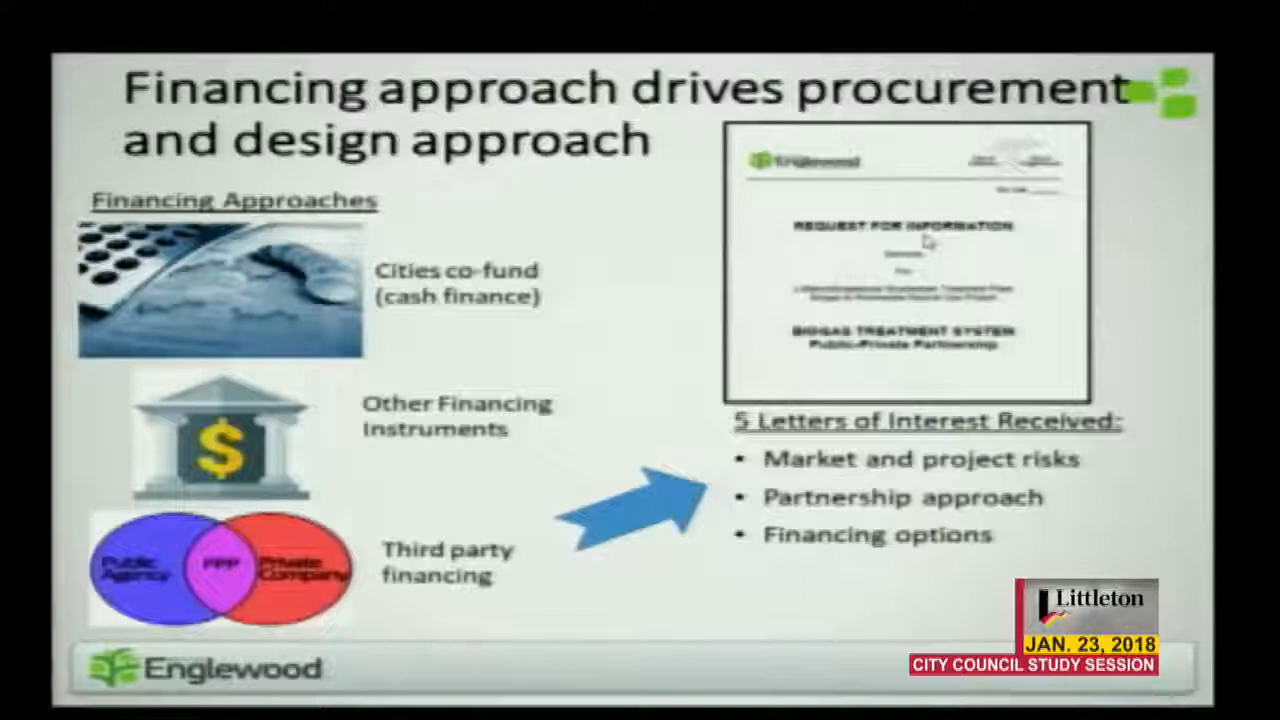 Financing approach drives procurement
and design approach
Financing Approaches
Cities co-fund
(cash finance)
Other Financing
Instruments
Public
Agency
PPP
Private
Company
Third party
financing
Englewood
REQUEST FOR INFORMATION
BIOGAS TREATMENT SYSTEM
Public-Private Partnership
5 Letters of Interest Received:
• Market and project risks
• Partnership approach
• Financing options
Englewood
Littleton
JAN. 23, 2018
CITY COUNCIL STUDY SESSION